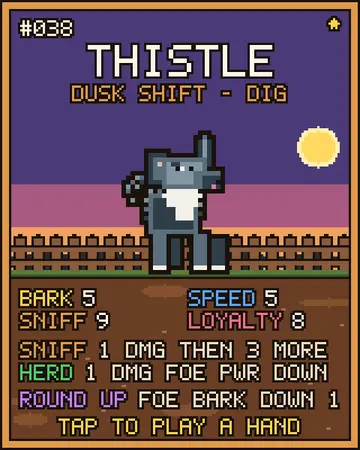 #038
THISTLE
DUSK SHIFT - DIG
BARK 5 SPEED 5
SNIFF 9 LOYALTY 8
SNIFF 1 DMG THEN 3 MORE
HERD 1 DMG FOE PWR DOWN
ROUND UP FOE BARK DOWN 1
TAP TO PLAY A HAND